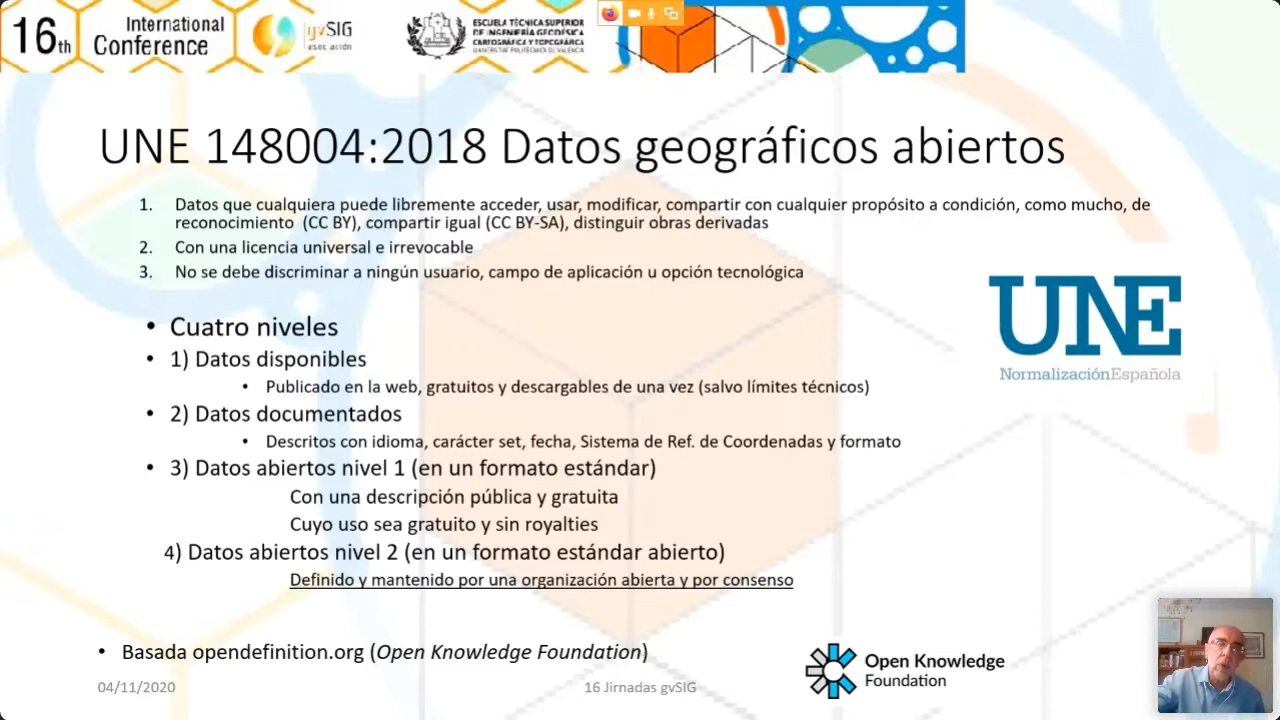 16th
International
Conference
gvSIG
asociación
ESCUELA TÉCNICA SUPERIOR
DE INGENIERÍA GEODÉSICA
CARTOGRÁFICA Y TOPOGRÁFICA
UNIVERSITAT POLITÈCNICA DE VALÈNCIA
UNE 148004:2018 Datos geográficos abiertos
1. Datos que cualquiera puede libremente acceder, usar, modificar, compartir con cualquier propósito a condición, como mucho, de
reconocimiento (CC BY), compartir igual (CC BY-SA), distinguir obras derivadas
2. Con una licencia universal e irrevocable
3. No se debe discriminar a ningún usuario, campo de aplicación u opción tecnológica
UNE
NormalizaciónEspañola
• Cuatro niveles
• 1) Datos disponibles
• Publicado en la web, gratuitos y descargables de una vez (salvo límites técnicos)
• 2) Datos documentados
• Descritos con idioma, carácter set, fecha, Sistema de Ref. de Coordenadas y formato
• 3) Datos abiertos nivel 1 (en un formato estándar)
Con una descripción pública y gratuita
Cuyo uso sea gratuito y sin royalties
4) Datos abiertos nivel 2 (en un formato estándar abierto)
Definido y mantenido por una organización abierta y por consenso
• Basada opendefinition.org (Open Knowledge Foundation)
Open Knowledge
Foundation
04/11/2020
16 Jornadas gvSIG